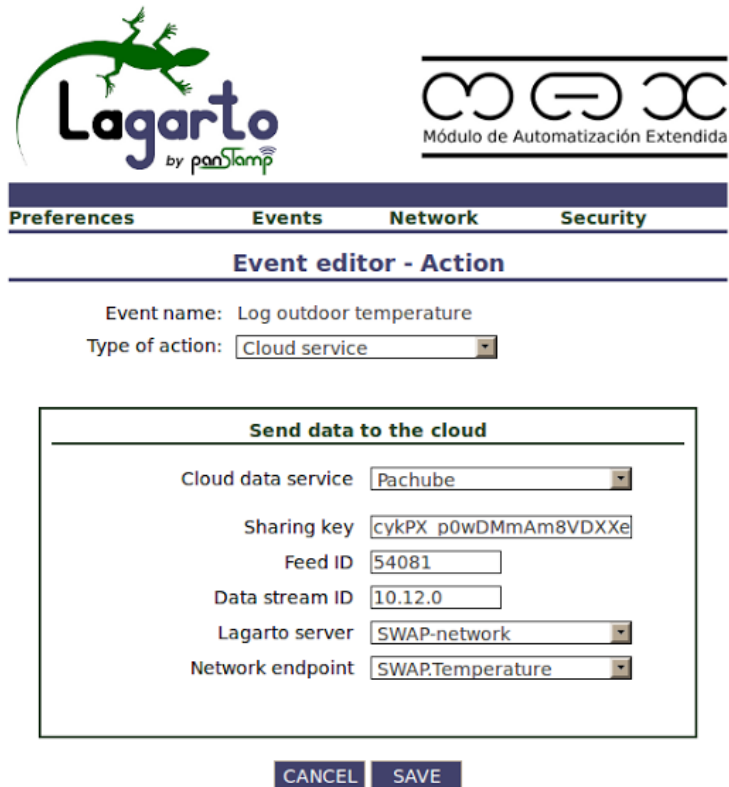 Lagarto
by panStamp
Módulo de Automatización Extendida
Preferences Events Network Security
Event editor - Action
Event name: Log outdoor temperature
Type of action: Cloud service
Send data to the cloud
Cloud data service Pachube
Sharing key cykPX_p0wDMmAm8VDXXe
Feed ID 54081
Data stream ID 10.12.0
Lagarto server SWAP-network
Network endpoint SWAP.Temperature
CANCEL SAVE